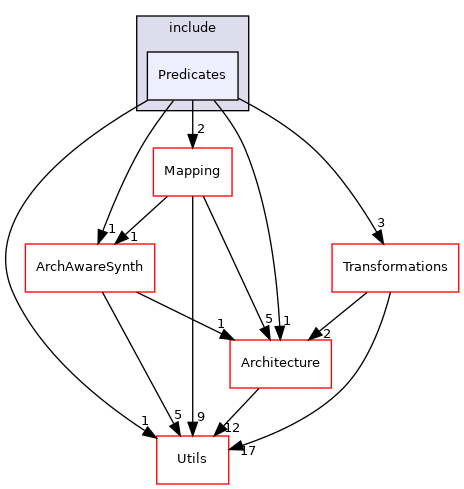 include
Predicates
2
Mapping
3
1
1
ArchAwareSynth
Transformations
1
5
1
2
Architecture
1
5
9
12
17
Utils